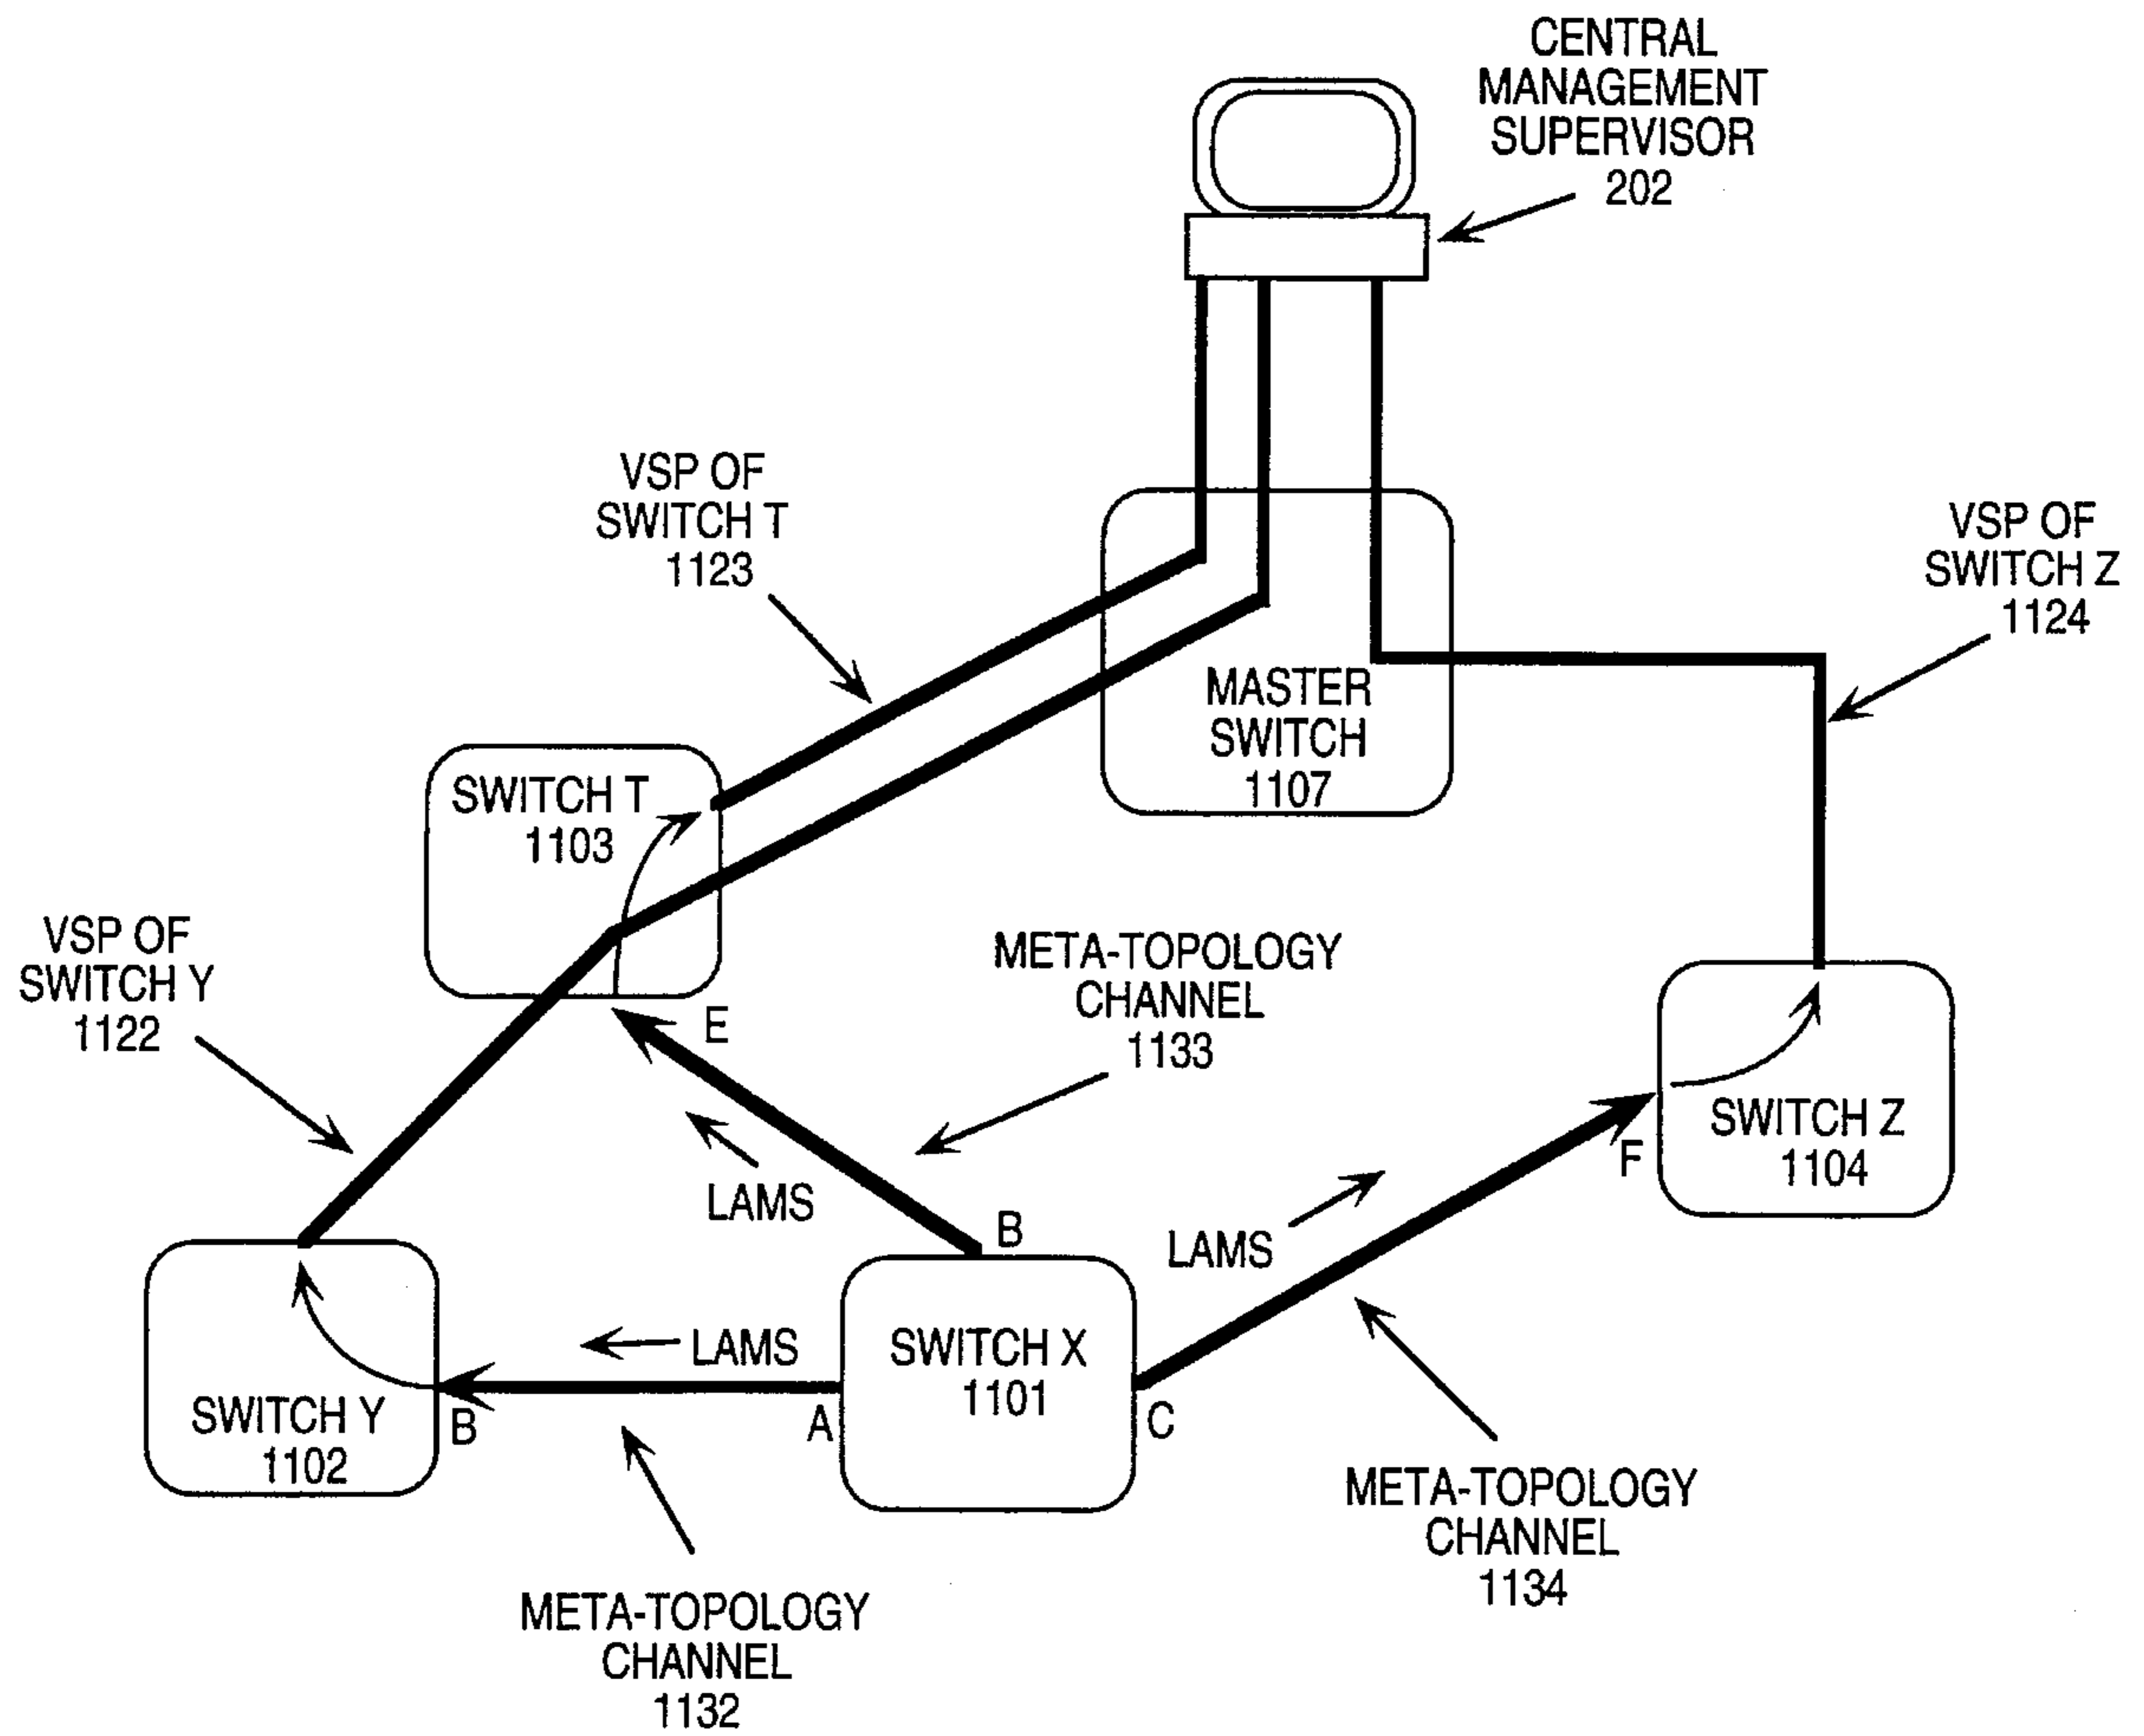 CENTRAL
MANAGEMENT
SUPERVISOR
202
VSP OF
SWITCH T
1123
VSP OF
SWITCH Z
1124
MASTER
SWITCH
1107
SWITCH T
1103
VSP OF
SWITCH Y
1122
META-TOPOLOGY
CHANNEL
1133
E
SWITCH Z
1104
F
LAMS
B
LAMS
LAMS
SWITCH X
1101
SWITCH Y
1102
B
A
C
META-TOPOLOGY
CHANNEL
1134
META-TOPOLOGY
CHANNEL
1132